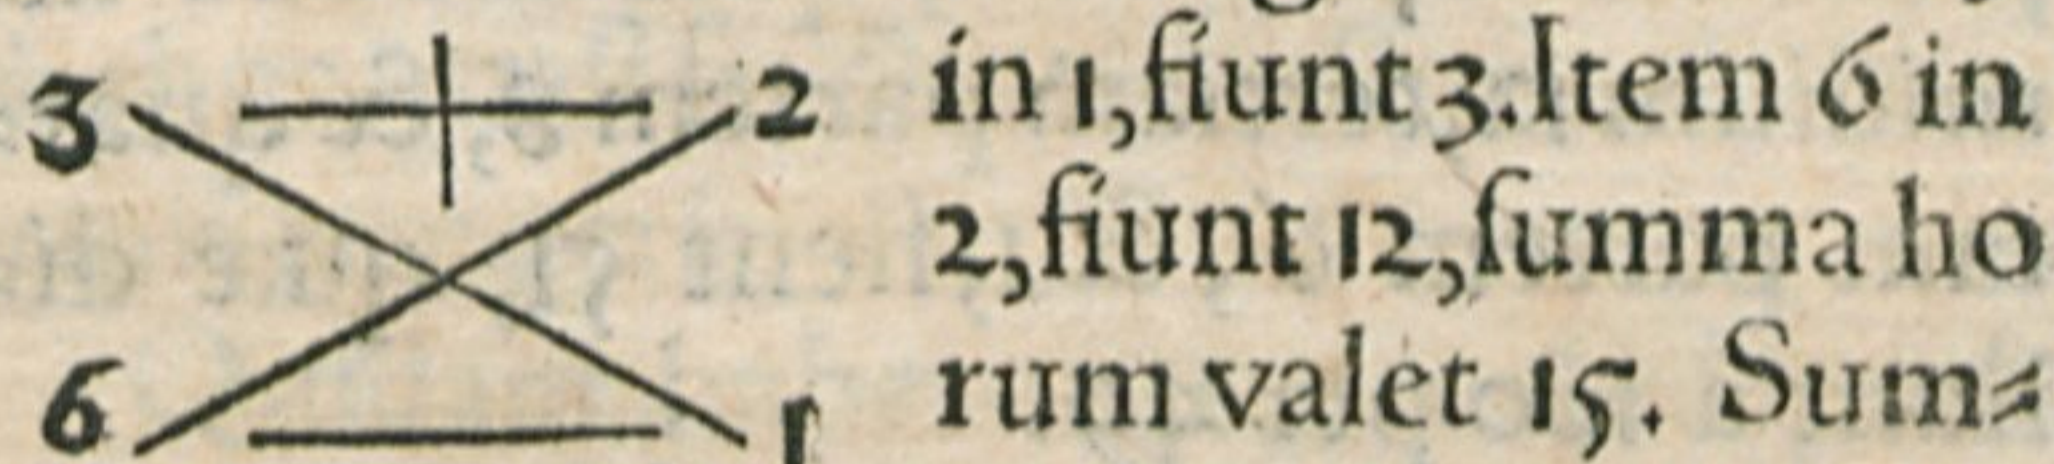 3 2
6 1
in 1, fiunt 3. Item 6 in
2, fiunt 12, ſumma ho
rum valet 15. Sum⸗